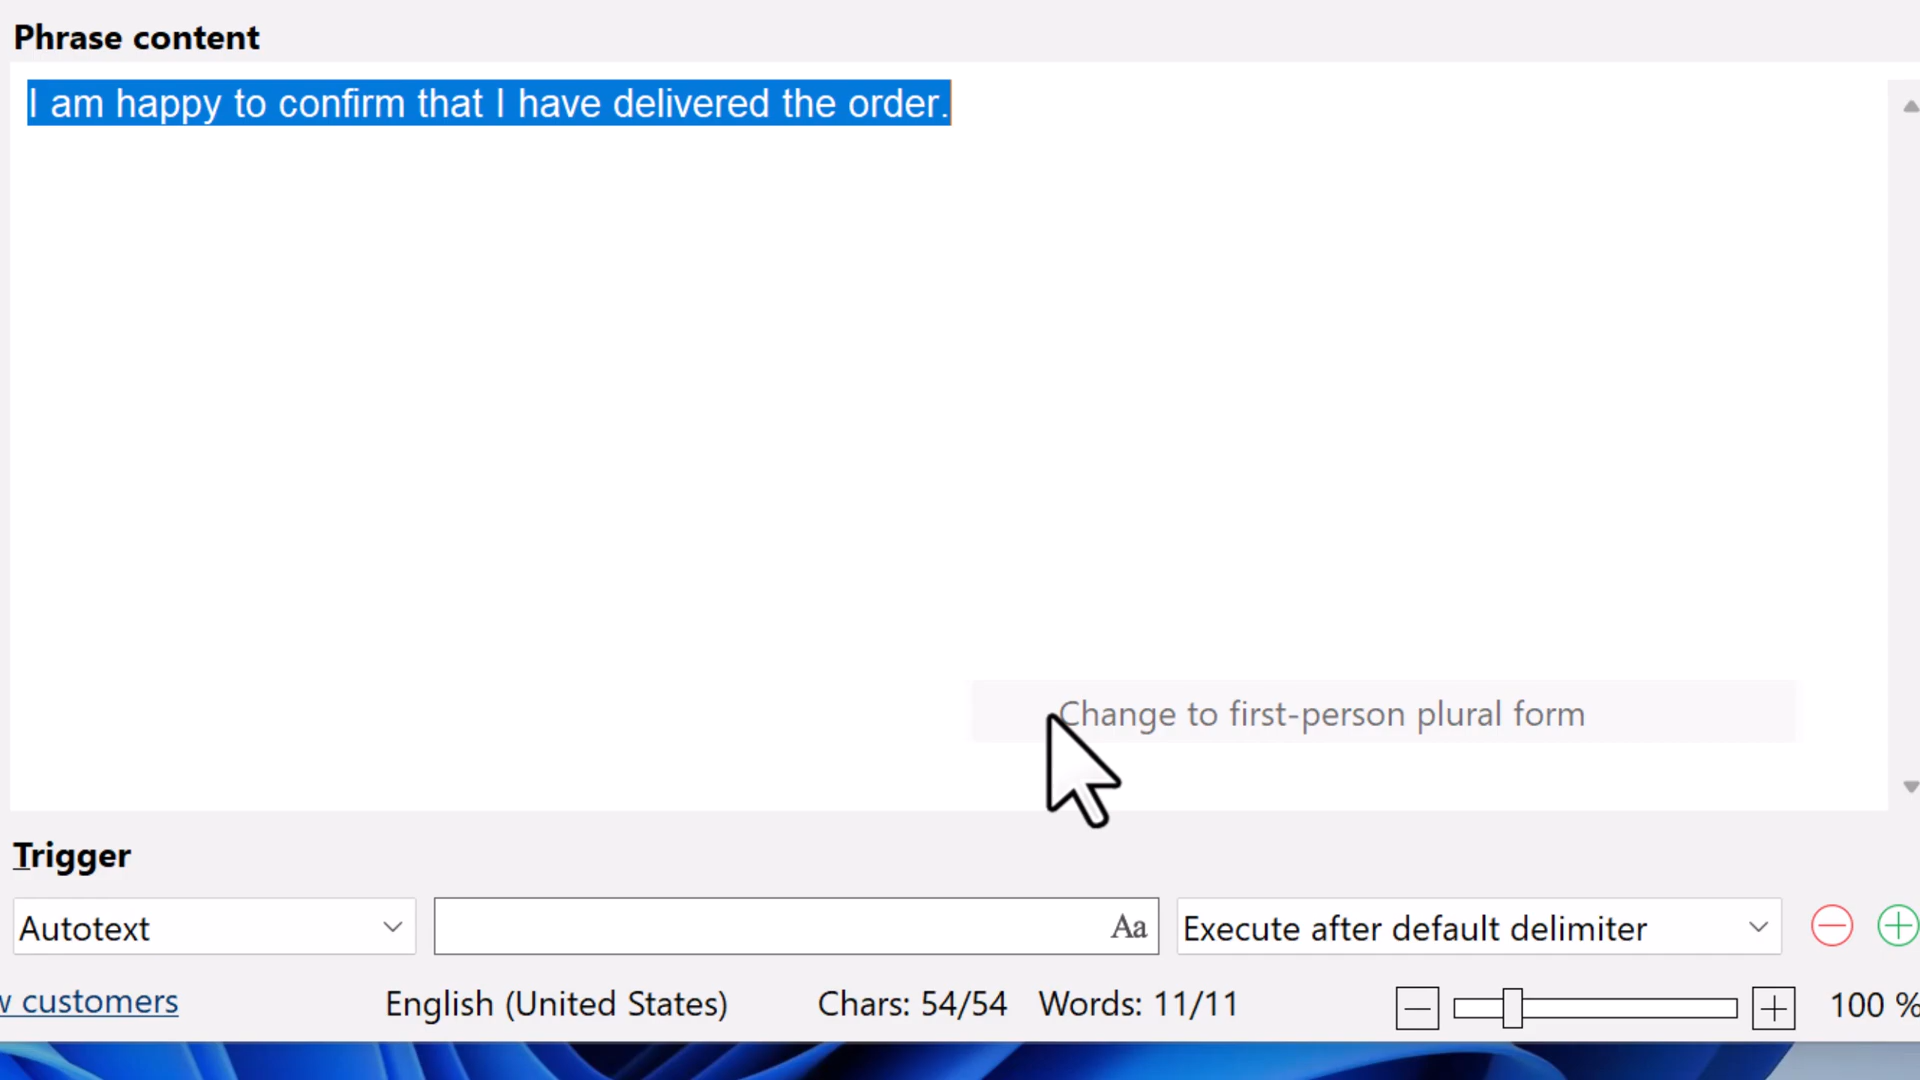 Phrase content
I am happy to confirm that I have delivered the order.
Change to first-person plural form
Trigger
Autotext Aa Execute after default delimiter
w customers English (United States) Chars: 54/54 Words: 11/11 100 %